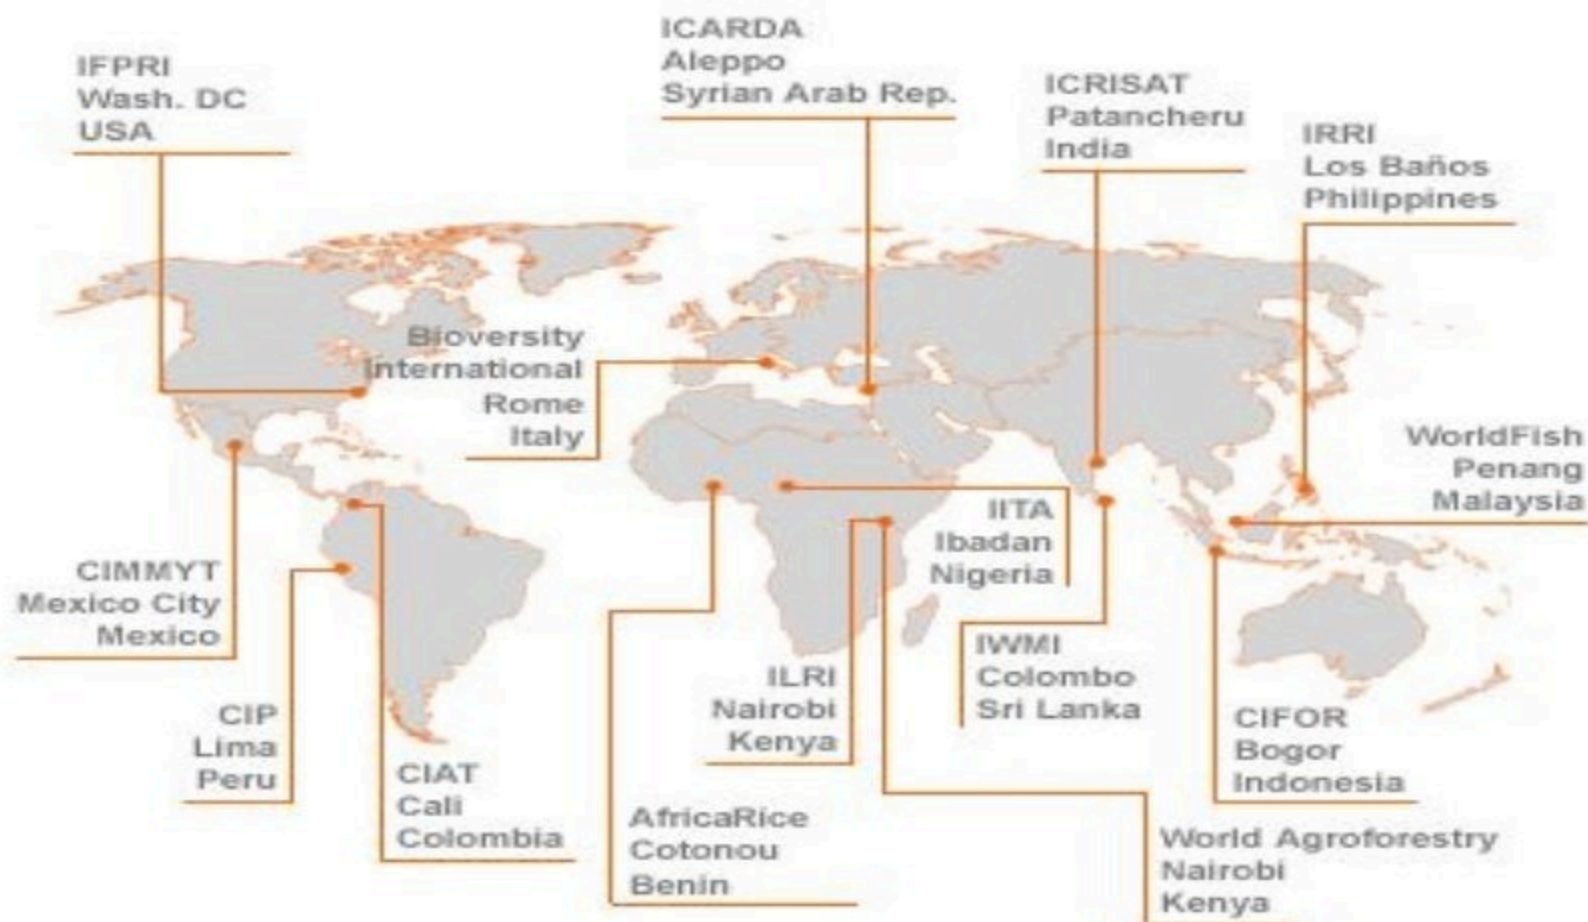 ICARDA
Aleppo
Syrian Arab Rep.
IFPRI
Wash. DC
USA
ICRISAT
Patancheru
India
IRRI
Los Baños
Philippines
Bioversity
International
Rome
Italy
WorldFish
Penang
Malaysia
IITA
Ibadan
Nigeria
CIMMYT
Mexico City
Mexico
IWMI
Colombo
Sri Lanka
ILRI
Nairobi
Kenya
CIP
Lima
Peru
CIFOR
Bogor
Indonesia
CIAT
Cali
Colombia
AfricaRice
Cotonou
Benin
World Agroforestry
Nairobi
Kenya